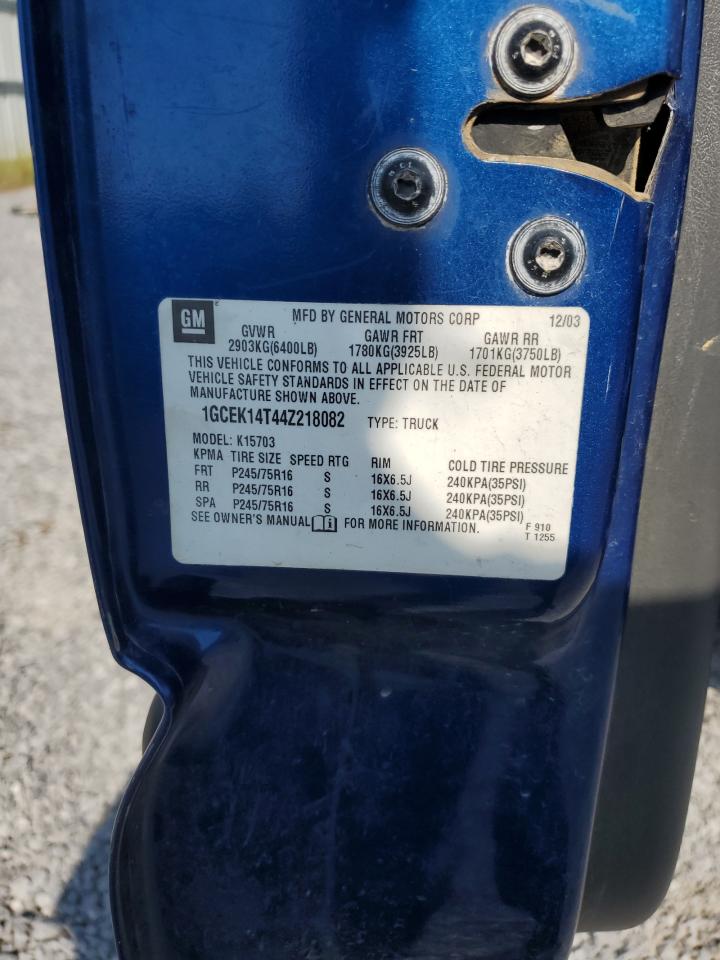 GM
MFD BY GENERAL MOTORS CORP 12/03
GVWR GAWR FRT GAWR RR
2903KG(6400LB) 1780KG(3925LB) 1701KG(3750LB)
THIS VEHICLE CONFORMS TO ALL APPLICABLE U.S. FEDERAL MOTOR
VEHICLE SAFETY STANDARDS IN EFFECT ON THE DATE OF
MANUFACTURE SHOWN ABOVE.
1GCEK14T44Z218082 TYPE: TRUCK
MODEL: K15703
KPMA TIRE SIZE SPEED RTG RIM COLD TIRE PRESSURE
FRT P245/75R16 S 16X6.5J 240KPA(35PSI)
RR P245/75R16 S 16X6.5J 240KPA(35PSI)
SPA P245/75R16 S 16X6.5J 240KPA(35PSI)
SEE OWNER'S MANUAL i FOR MORE INFORMATION.
F 910
T 1255